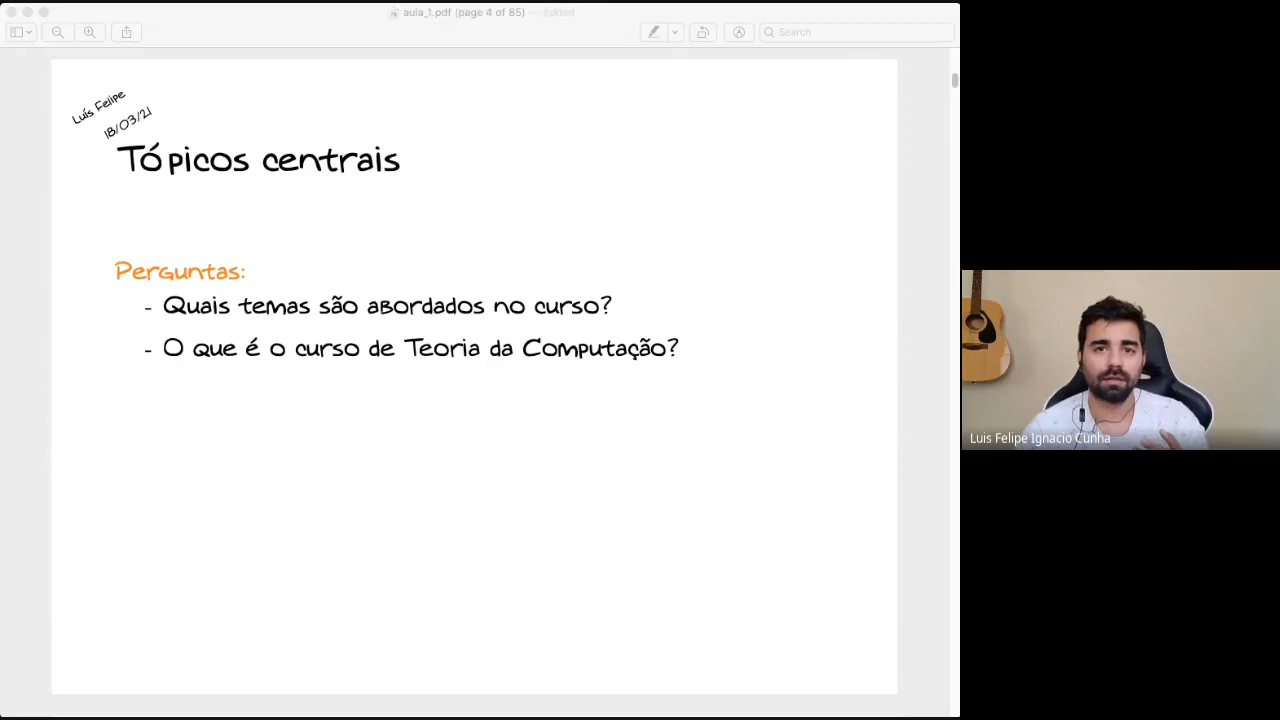 aula_1.pdf (page 4 of 85) — Edited
Search
Luís Felipe
18/03/21
Tópicos centrais
Perguntas:
- Quais temas são abordados no curso?
- O que é o curso de Teoria da Computação?
Luis Felipe Ignacio Cunha